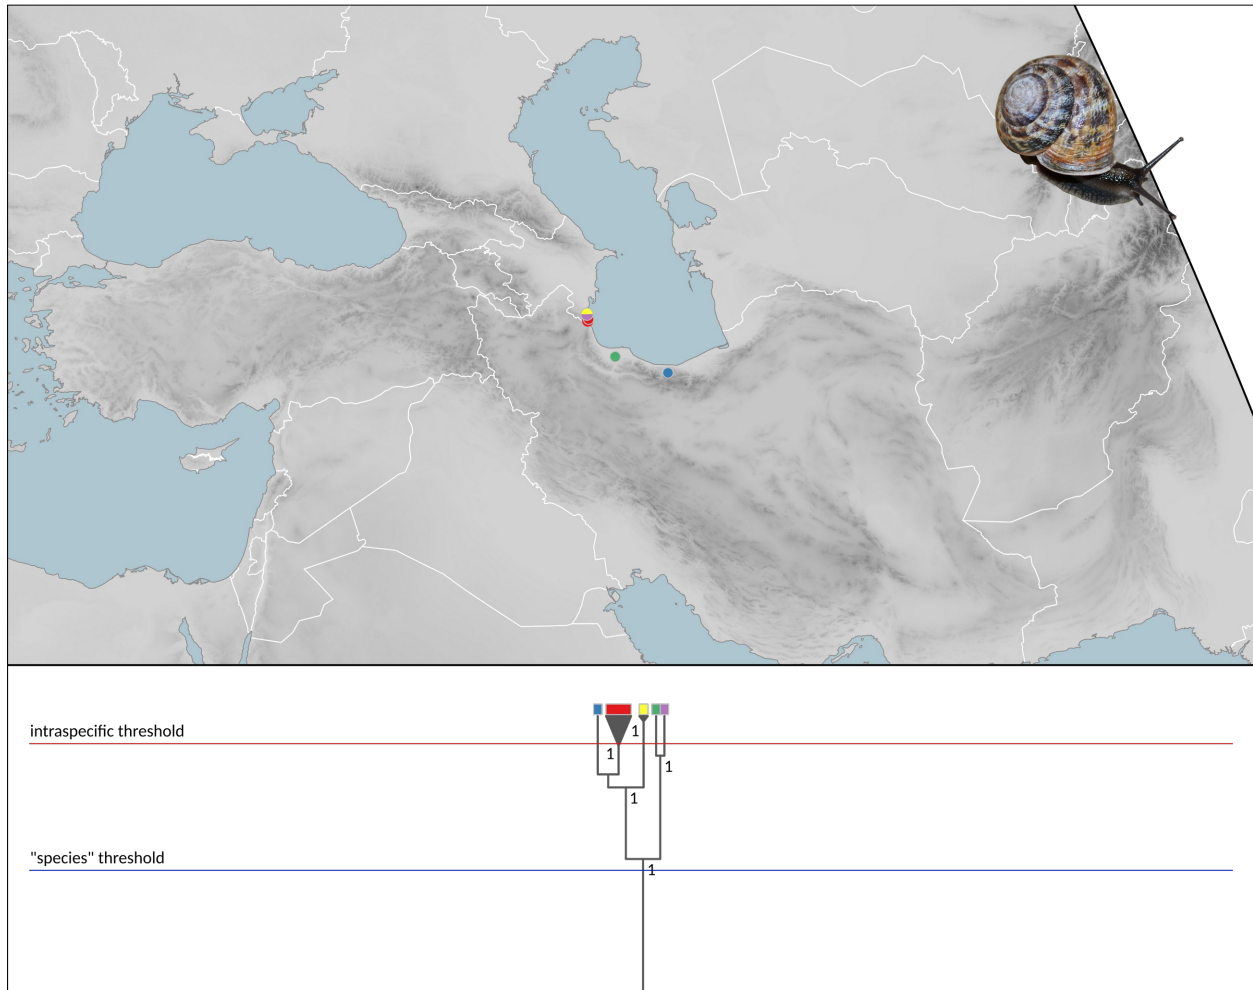 intraspecific threshold
1
1
1
1
"species" threshold
1